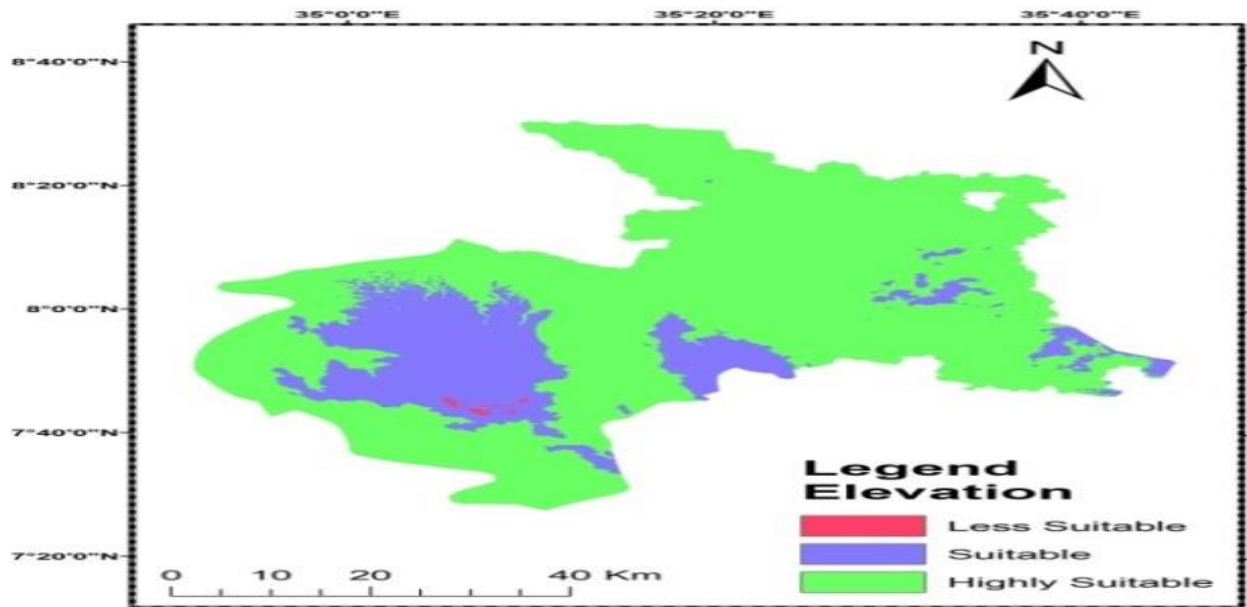 35°0'0"E 35°20'0"E 35°40'0"E
8°40'0"N
N
8°20'0"N
8°0'0"N
7°40'0"N
7°20'0"N
Legend
Elevation
Less Suitable
Suitable
Highly Suitable
0 10 20 40 Km